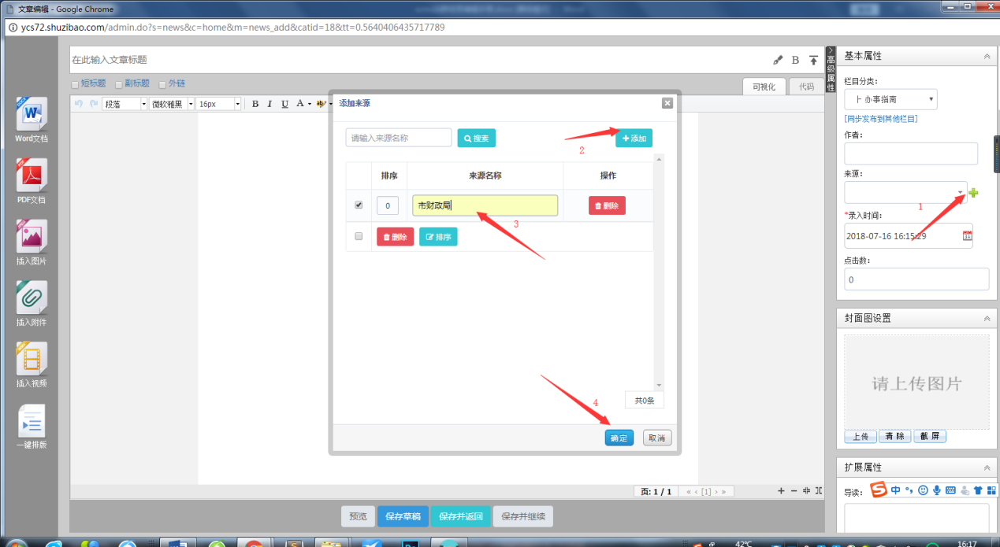 文章编辑 - Google Chrome
ycs72.shuzibao.com/admin.do?s=news&c=home&m=news_add&catid=18&tt=0.5640406435717789
在此输入文章标题
B
短标题 副标题 外链
可视化 代码
段落 微软雅黑 16px B I U A ab
Word文档
PDF文档
插入图片
插入附件
插入视频
一键排版
添加来源
请输入来源名称 搜索 添加
2
排序 来源名称 操作
0 市财政局 删除
3
删除 排序
共0条
4
确定 取消
页: 1 / 1 « ‹ [1] › »
预览 保存草稿 保存并返回 保存并继续
高级属性
基本属性
栏目分类:
├ 办事指南
[同步发布到其他栏目]
作者:
来源:
1
*录入时间:
2018-07-16 16:15:29
点击数:
0
封面图设置
请上传图片
上传 清 除 截 屏
扩展属性
导读:
S 中
42℃
16:17